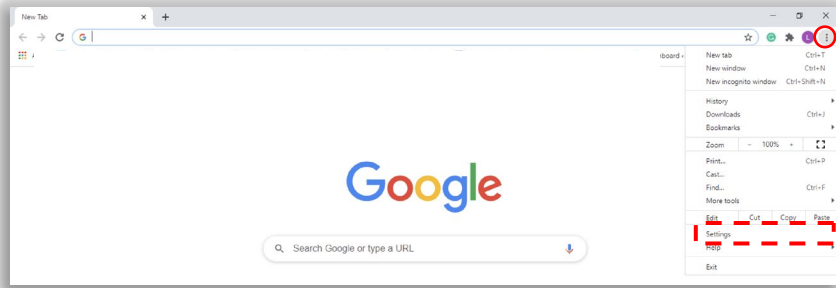 New Tab
G
L
board
New tab Ctrl+T
New window Ctrl+N
New incognito window Ctrl+Shift+N
History
Downloads Ctrl+J
Bookmarks
Zoom - 100% +
Print... Ctrl+P
Cast...
Find... Ctrl+F
More tools
Edit Cut Copy Paste
Settings
Help
Exit
Google
Search Google or type a URL